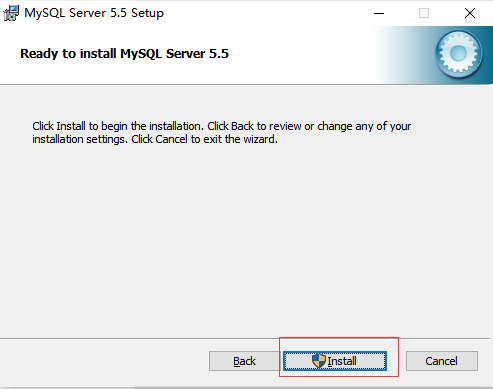 MySQL Server 5.5 Setup
Ready to install MySQL Server 5.5
Click Install to begin the installation. Click Back to review or change any of your
installation settings. Click Cancel to exit the wizard.
Back Install Cancel